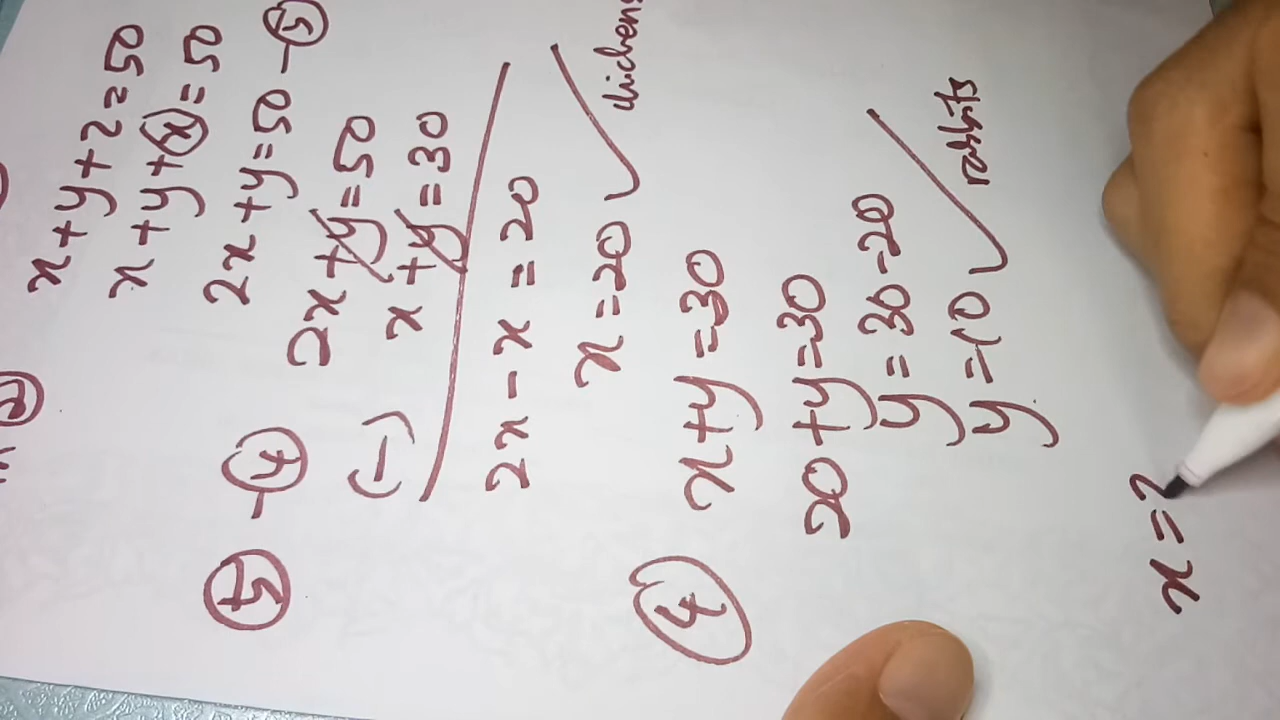 x+y+z=50
x+y+x=50
2x+y=50-⑤
⑤-④ 2x+y=50
(-) x+y=30
2x-x=20
x=20 chickens
④ x+y=30
20+y=30
y=30-20
y=10 rabbits
x=